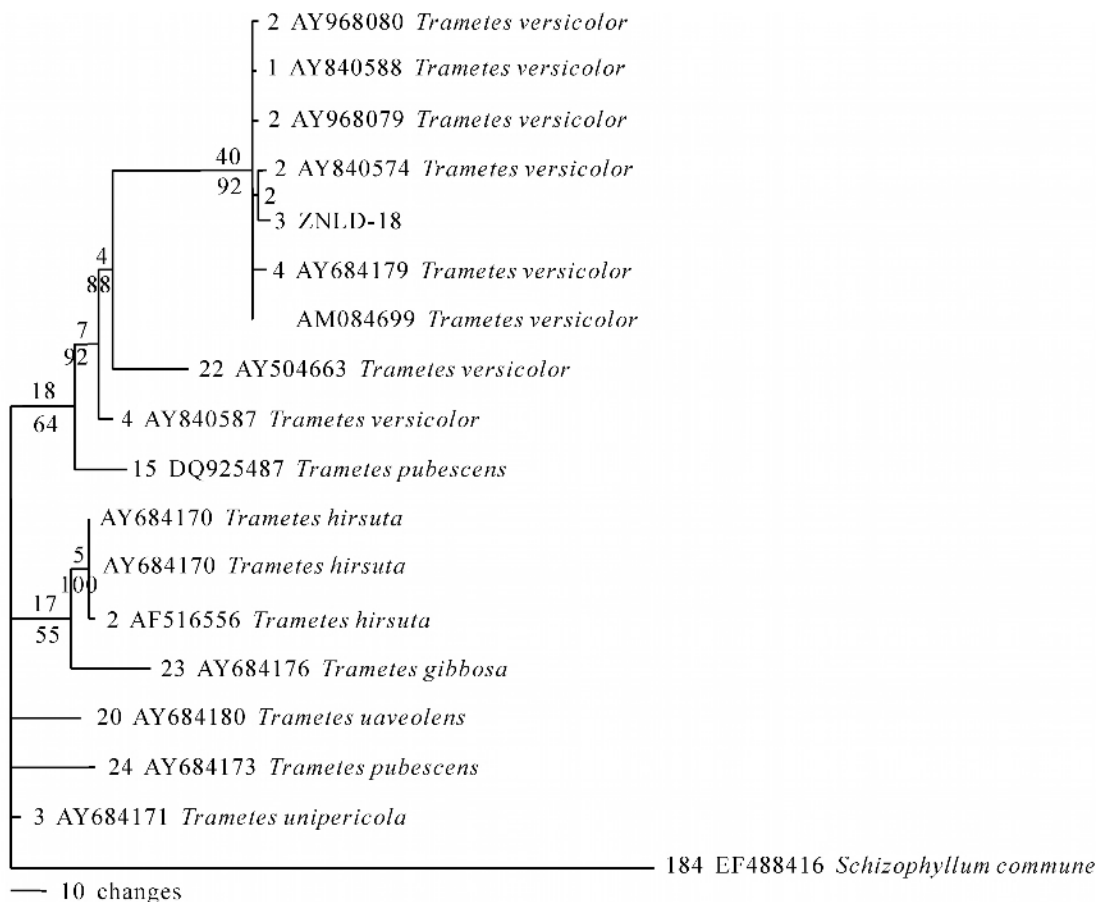 2 AY968080 Trametes versicolor
1 AY840588 Trametes versicolor
2 AY968079 Trametes versicolor
40
92
2 AY840574 Trametes versicolor
2
3 ZNLD-18
4
88
4 AY684179 Trametes versicolor
AM084699 Trametes versicolor
7
92
22 AY504663 Trametes versicolor
18
64
4 AY840587 Trametes versicolor
15 DQ925487 Trametes pubescens
AY684170 Trametes hirsuta
5
100
AY684170 Trametes hirsuta
17
55
2 AF516556 Trametes hirsuta
23 AY684176 Trametes gibbosa
20 AY684180 Trametes uaveolens
24 AY684173 Trametes pubescens
3 AY684171 Trametes unipericola
184 EF488416 Schizophyllum commune
10 changes